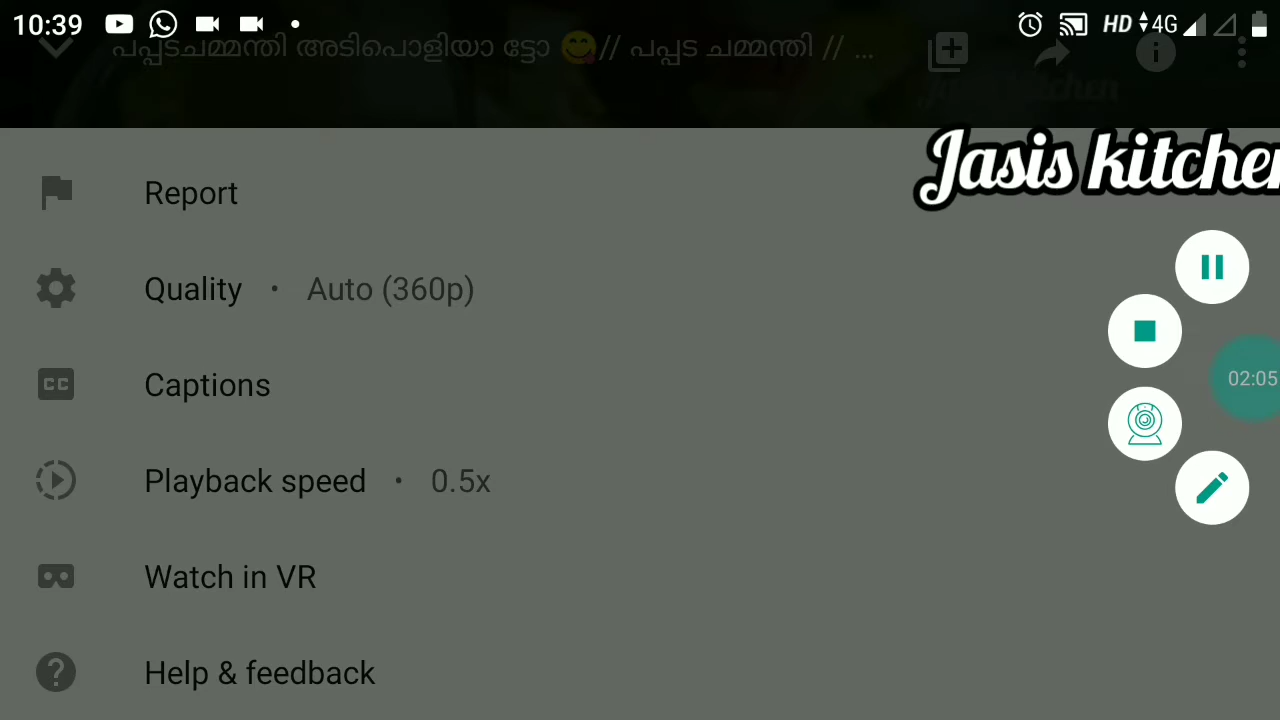 10:39 HD 4G
പപ്പടചമ്മന്തി അടിപൊളിയാ ട്ടോ 😋// പപ്പട ചമ്മന്തി // ...
Jasis kitchen
Report
Quality • Auto (360p)
Captions
02:05
Playback speed • 0.5x
Watch in VR
Help & feedback